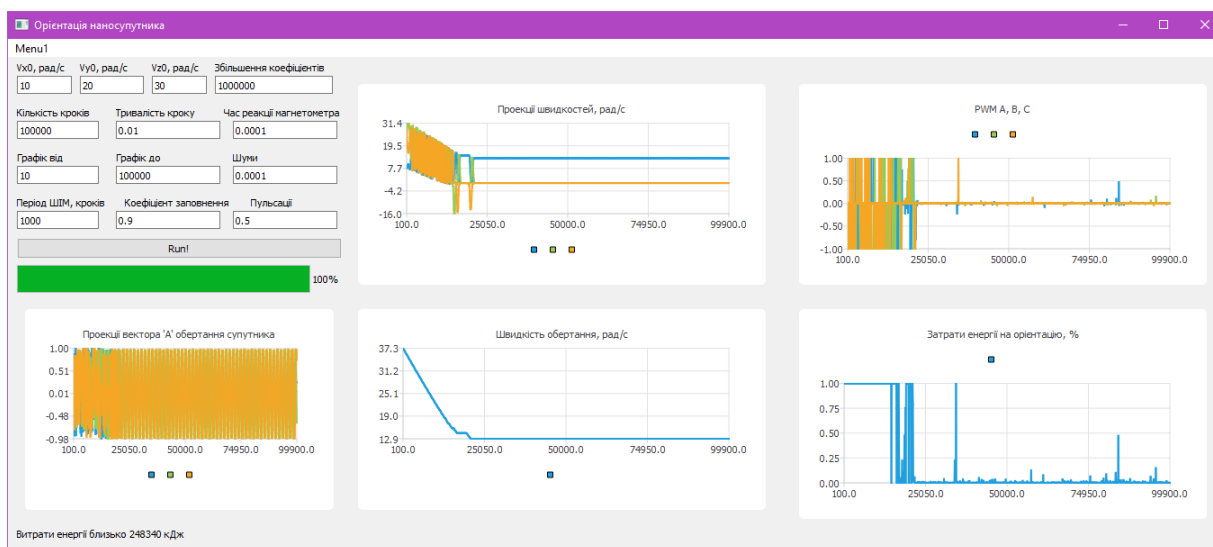 Орієнтація наносупутника
Menu1
Vx0, рад/с Vy0, рад/с Vz0, рад/с Збільшення коефіцієнтів
10 20 30 1000000
Кількість кроків Тривалість кроку Час реакції магнетометра
100000 0.01 0.0001
Графік від Графік до Шуми
10 100000 0.0001
Період ШІМ, кроків Коефіцієнт заповнення Пульсації
1000 0.9 0.5
Run!
100%
Проекції швидкостей, рад/с
31.4
19.5
7.7
-4.2
-16.0
100.0 25050.0 50000.0 74950.0 99900.0
PWM A, B, C
1.00
0.50
0.00
-0.50
-1.00
100.0 25050.0 50000.0 74950.0 99900.0
Проекції вектора 'A' обертання супутника
1.00
0.51
0.01
-0.48
-0.98
100.0 25050.0 50000.0 74950.0 99900.0
Швидкість обертання, рад/с
37.3
31.2
25.1
19.0
12.9
100.0 25050.0 50000.0 74950.0 99900.0
Затрати енергії на орієнтацію, %
1.00
0.75
0.50
0.25
0.00
100.0 25050.0 50000.0 74950.0 99900.0
Витрати енергії близько 248340 кДж